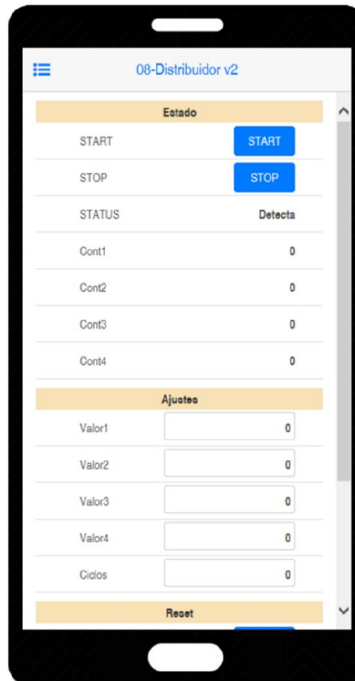 08-Distribuidor v2
Estado
START START
STOP STOP
STATUS Detecta
Cont1 0
Cont2 0
Cont3 0
Cont4 0
Ajustes
Valor1 0
Valor2 0
Valor3 0
Valor4 0
Ciclos 0
Reset